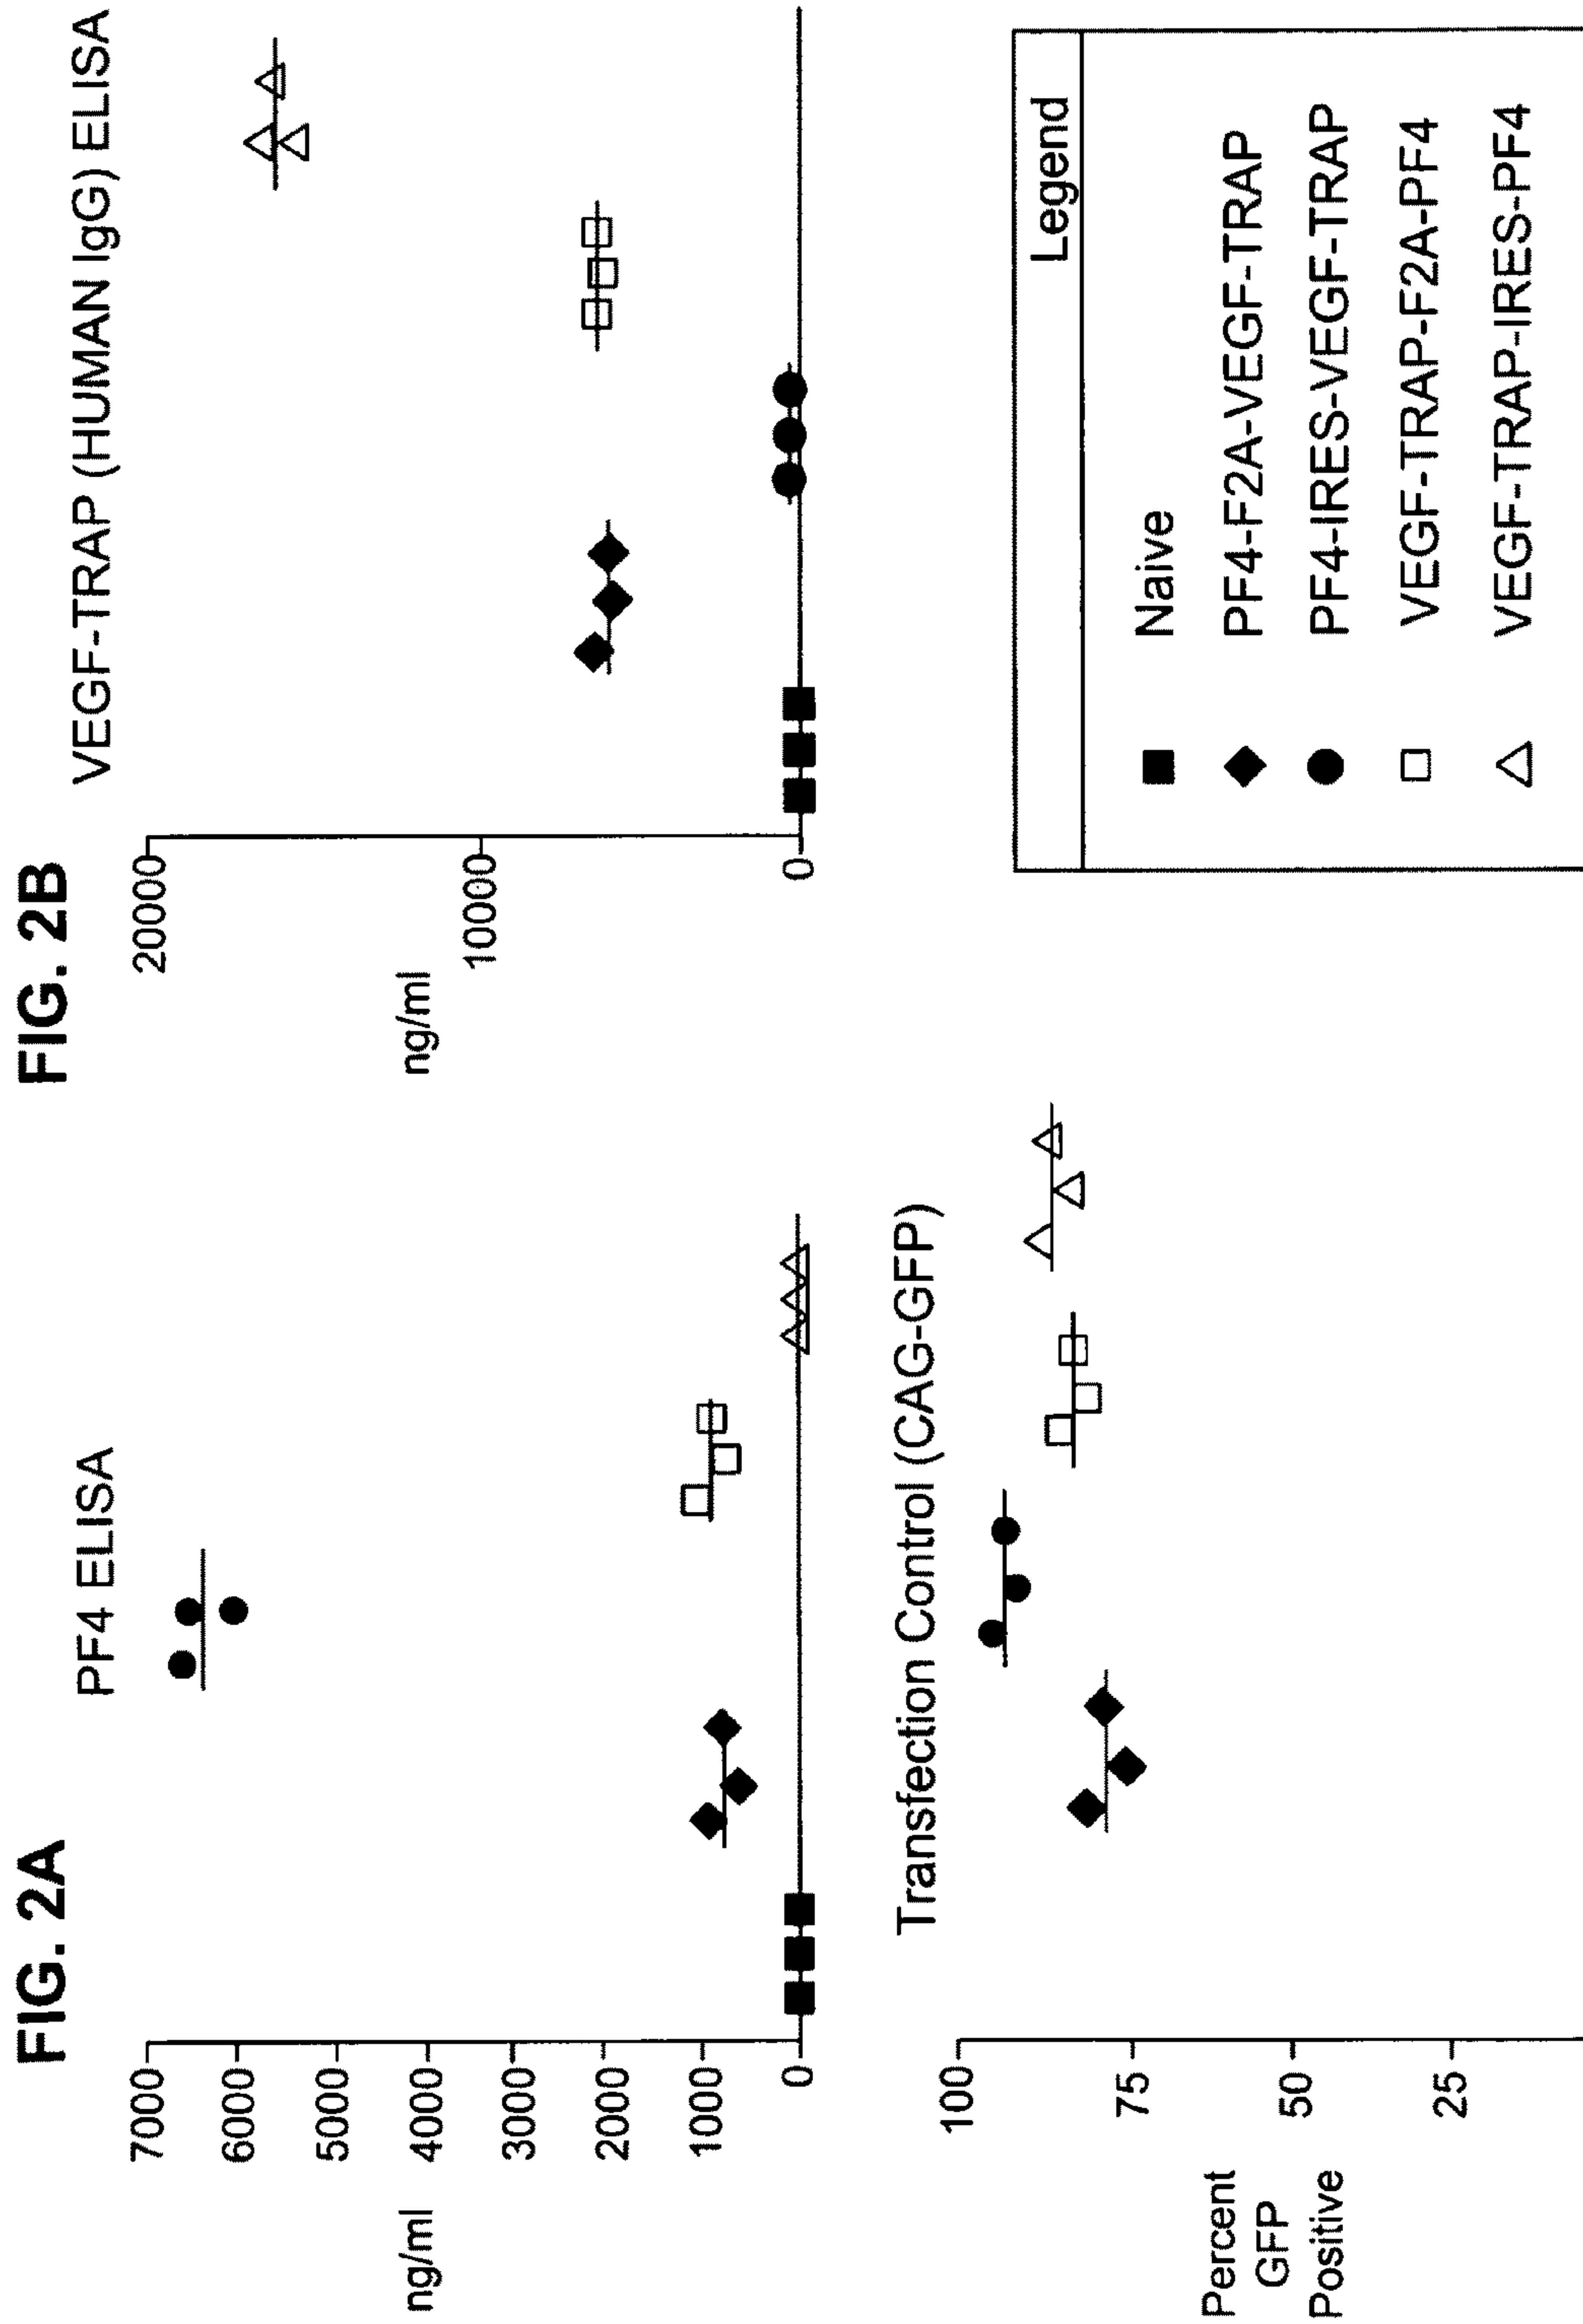 FIG. 2A
PF4 ELISA
ng/ml
7000
6000
5000
4000
3000
2000
1000
0
FIG. 2B
VEGF-TRAP (HUMAN IgG) ELISA
ng/ml
20000
10000
0
Transfection Control (CAG-GFP)
Percent
GFP
Positive
100
75
50
25
Legend
Naive
PF4-F2A-VEGF-TRAP
PF4-IRES-VEGF-TRAP
VEGF-TRAP-F2A-PF4
VEGF-TRAP-IRES-PF4